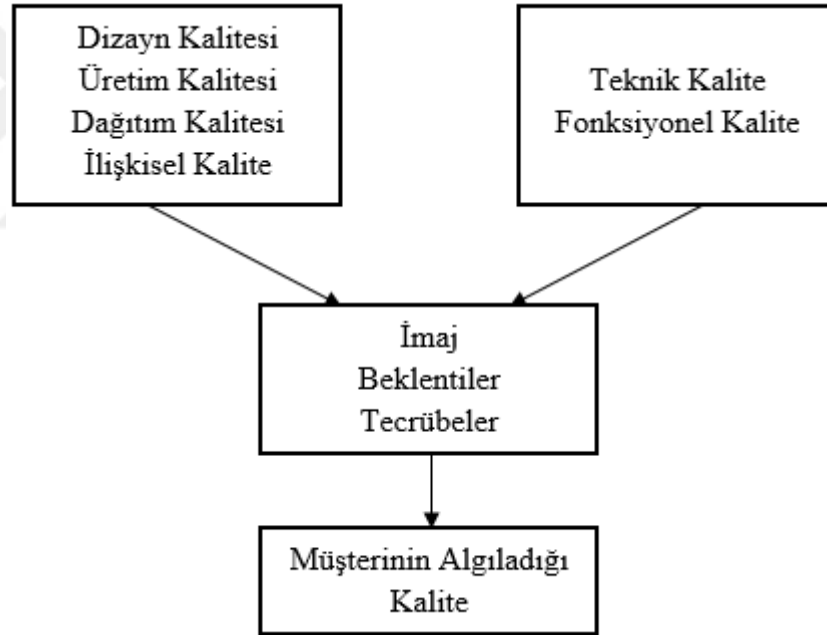 Dizayn Kalitesi
Üretim Kalitesi
Dağıtım Kalitesi
İlişkisel Kalite
Teknik Kalite
Fonksiyonel Kalite
İmaj
Beklentiler
Tecrübeler
Müşterinin Algıladığı
Kalite